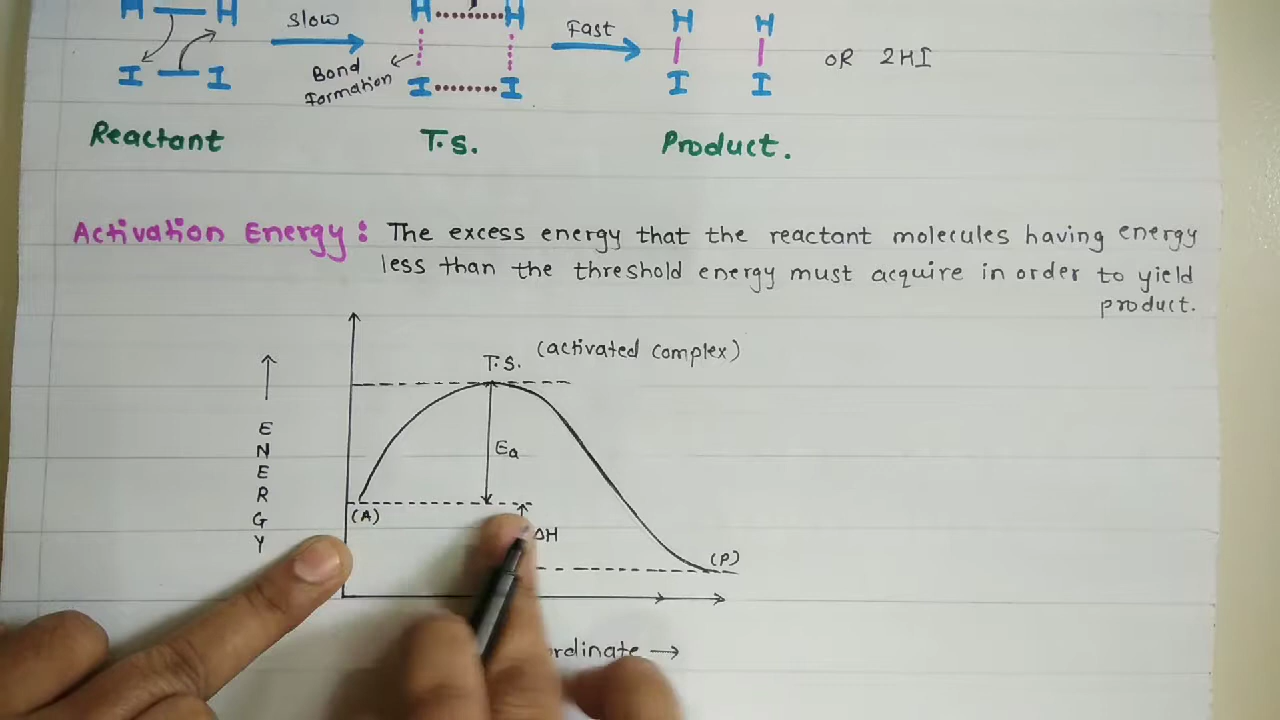 H H Slow H H Fast H H
Bond Formation
I I I I I I OR 2HI
Reactant T.S. Product.
Activation Energy: The excess energy that the reactant molecules having energy
less than the threshold energy must acquire in order to yield
product.
T.S. (activated complex)
ENERGY
Ea
(A)
ΔH
(P)